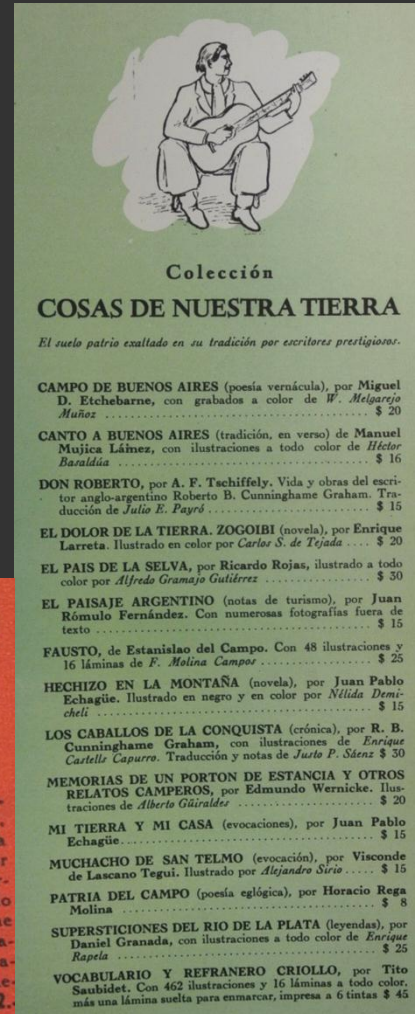 Colección
COSAS DE NUESTRA TIERRA
El suelo patrio exaltado en su tradición por escritores prestigiosos.
CAMPO DE BUENOS AIRES (poesía vernácula), por Miguel
D. Etchebarne, con grabados a color de W. Melgarejo
Muñoz ........................................ $ 20
CANTO A BUENOS AIRES (tradición, en verso) de Manuel
Mujica Láinez, con ilustraciones a todo color de Héctor
Basaldúa ........................................ $ 16
DON ROBERTO, por A. F. Tschiffely. Vida y obras del escri-
tor anglo-argentino Roberto B. Cunninghame Graham. Tra-
ducción de Julio E. Payró ........................ $ 15
EL DOLOR DE LA TIERRA. ZOGOIBI (novela), por Enrique
Larreta. Ilustrado en color por Carlos S. de Tejada .... $ 20
EL PAIS DE LA SELVA, por Ricardo Rojas, ilustrado a todo
color por Alfredo Gramajo Gutiérrez .................. $ 30
EL PAISAJE ARGENTINO (notas de turismo), por Juan
Rómulo Fernández. Con numerosas fotografías fuera de
texto ........................................ $ 15
FAUSTO, de Estanislao del Campo. Con 48 ilustraciones y
16 láminas de F. Molina Campos .................. $ 25
HECHIZO EN LA MONTAÑA (novela), por Juan Pablo
Echagüe. Ilustrado en negro y en color por Nélida Demi-
cheli ........................................ $ 15
LOS CABALLOS DE LA CONQUISTA (crónica), por R. B.
Cunninghame Graham, con ilustraciones de Enrique
Castells Capurro. Traducción y notas de Justo P. Sáenz $ 30
MEMORIAS DE UN PORTON DE ESTANCIA Y OTROS
RELATOS CAMPEROS, por Edmundo Wernicke. Ilus-
traciones de Alberto Güiraldes .................. $ 20
MI TIERRA Y MI CASA (evocaciones), por Juan Pablo
Echagüe........................................ $ 15
MUCHACHO DE SAN TELMO (evocación), por Visconde
de Lascano Tegui. Ilustrado por Alejandro Sirio ..... $ 15
PATRIA DEL CAMPO (poesía eglógica), por Horacio Rega
Molina ........................................ $ 8
SUPERSTICIONES DEL RIO DE LA PLATA (leyendas), por
Daniel Granada, con ilustraciones a todo color de Enrique
Rapela ........................................ $ 25
VOCABULARIO Y REFRANERO CRIOLLO, por Tito
Saubidet. Con 462 ilustraciones y 16 láminas a todo color,
más una lámina suelta para enmarcar, impresa a 6 tintas $ 45